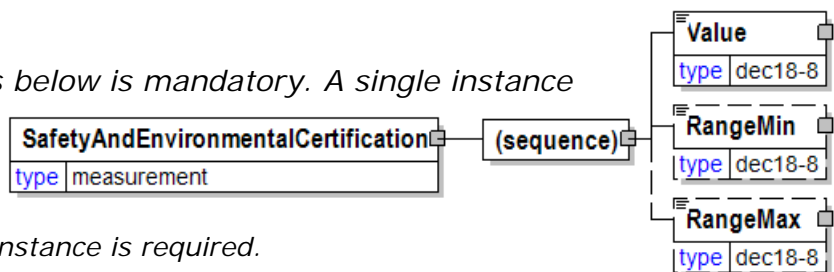 Value
type dec18-8
below is mandatory. A single instance
RangeMin
SafetyAndEnvironmentalCertification (sequence)
type measurement
type dec18-8
RangeMax
instance is required.
type dec18-8